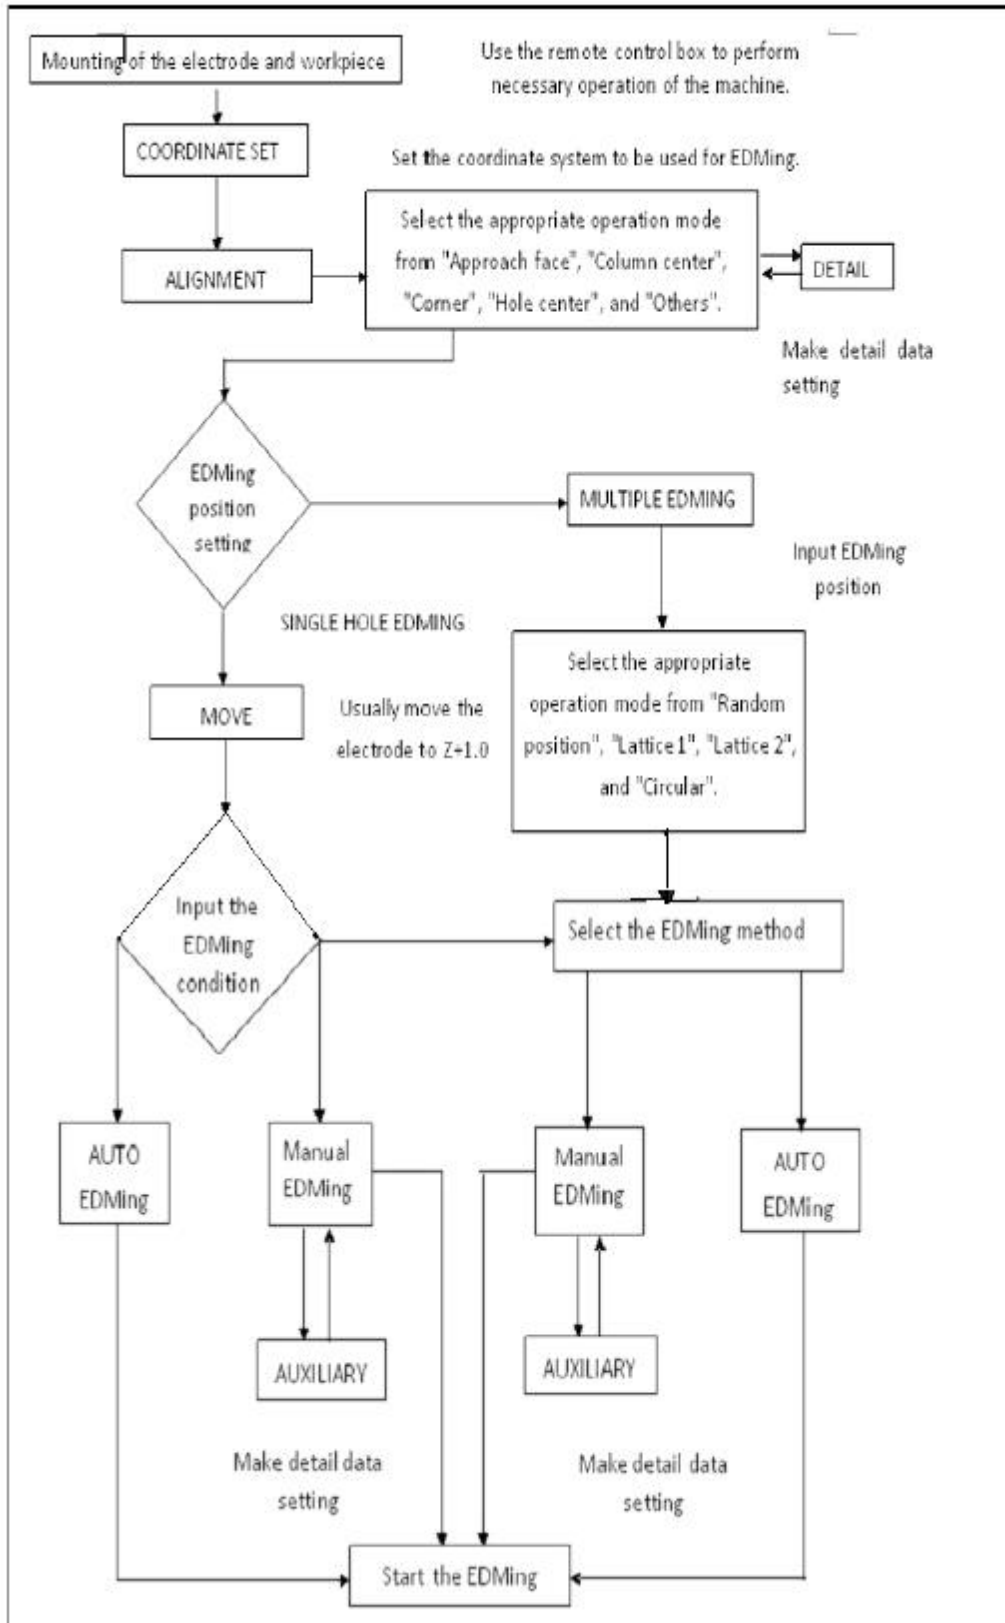 Mounting of the electrode and workpiece
Use the remote control box to perform
necessary operation of the machine.
COORDINATE SET
Set the coordinate system to be used for EDMing.
ALIGNMENT
Select the appropriate operation mode
from "Approach face", "Column center",
"Corner", "Hole center", and "Others".
DETAIL
Make detail data
setting
EDMing
position
setting
MULTIPLE EDMING
Input EDMing
position
SINGLE HOLE EDMING
MOVE
Usually move the
electrode to Z+1.0
Select the appropriate
operation mode from "Random
position", "Lattice 1", "Lattice 2",
and "Circular".
Input the
EDMing
condition
Select the EDMing method
AUTO
EDMing
Manual
EDMing
Manual
EDMing
AUTO
EDMing
AUXILIARY
AUXILIARY
Make detail data
setting
Make detail data
setting
Start the EDMing